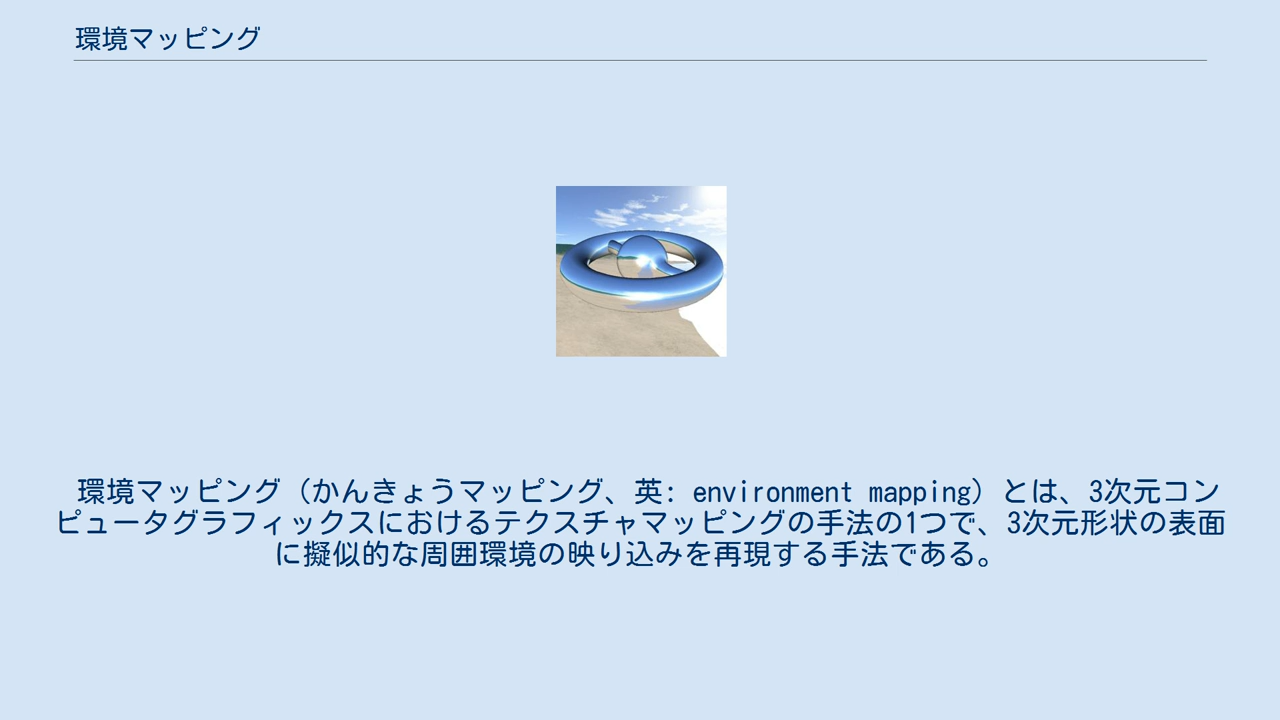 環境マッピング
環境マッピング（かんきょうマッピング、英: environment mapping）とは、3次元コン
ピュータグラフィックスにおけるテクスチャマッピングの手法の1つで、3次元形状の表面
に擬似的な周囲環境の映り込みを再現する手法である。